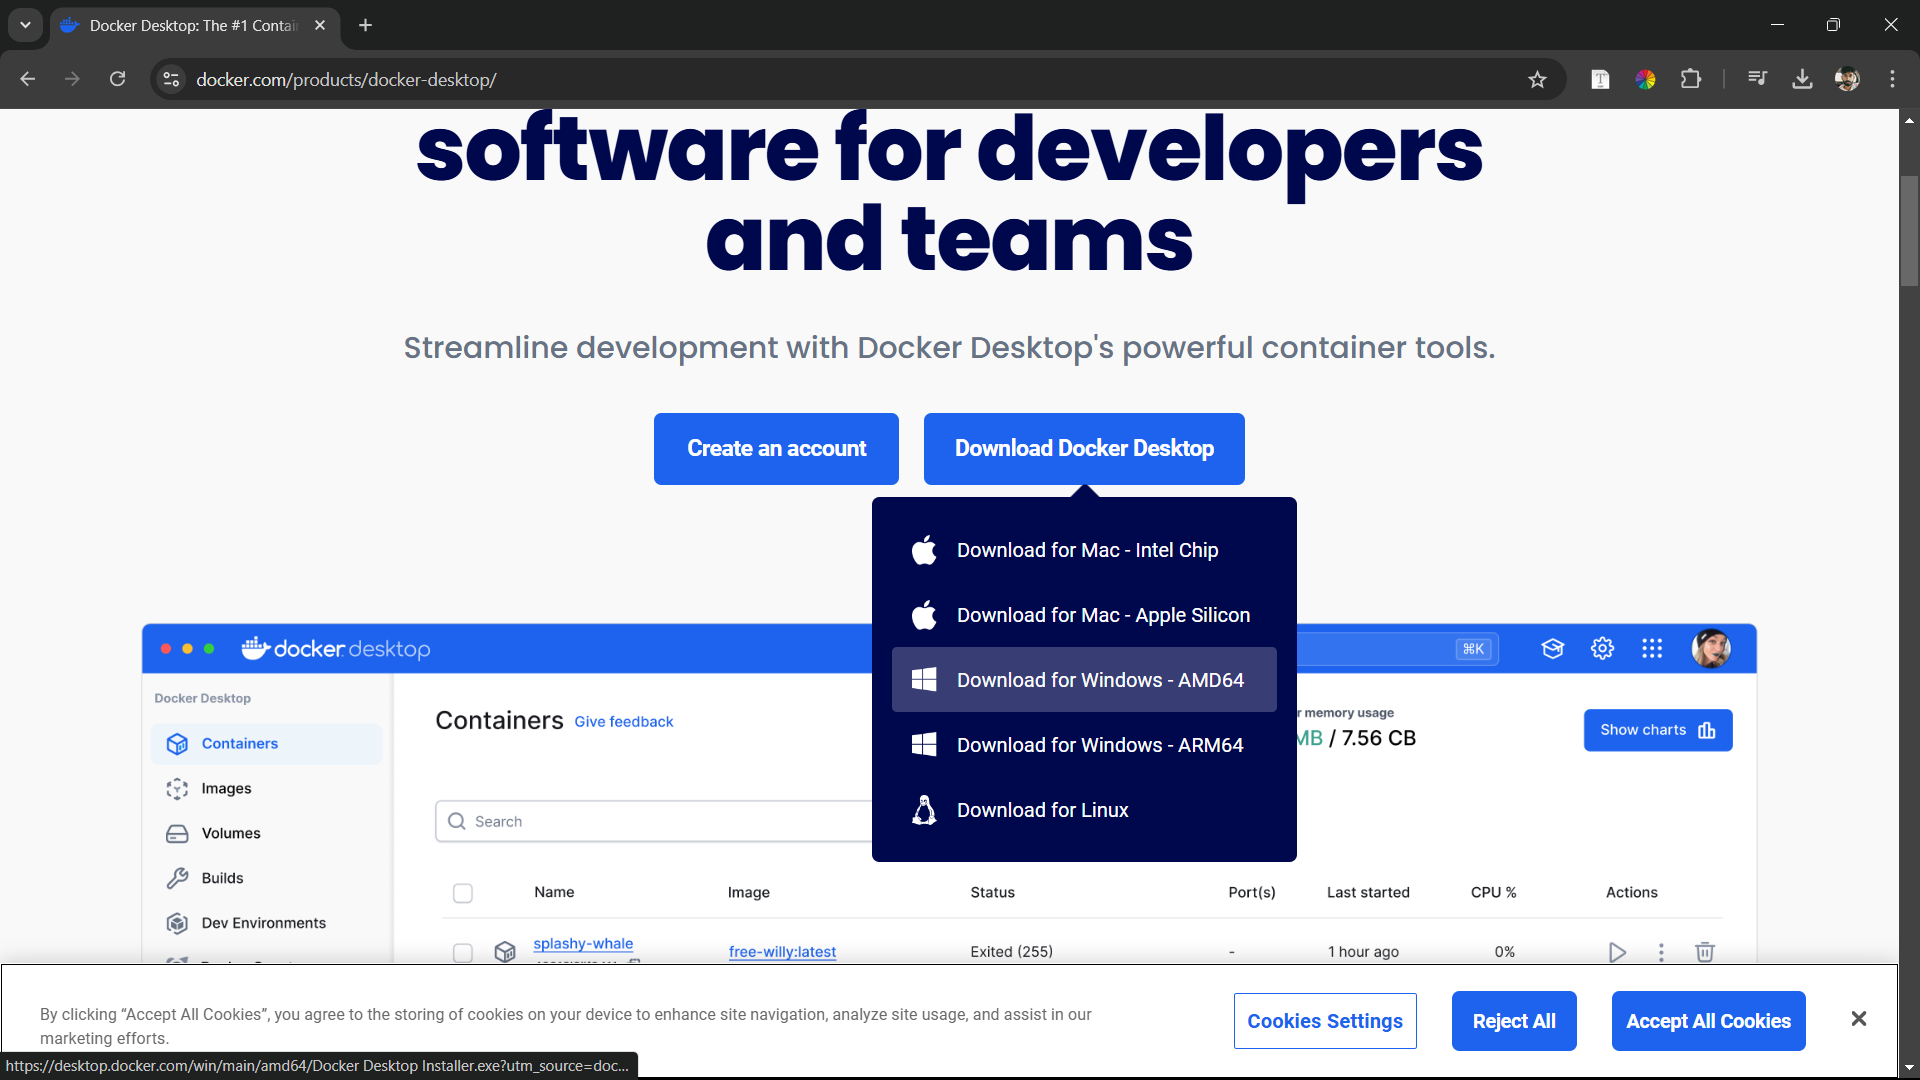 Docker Desktop: The #1 Contai
docker.com/products/docker-desktop/
software for developers
and teams
Streamline development with Docker Desktop's powerful container tools.
Create an account
Download Docker Desktop
Download for Mac - Intel Chip
Download for Mac - Apple Silicon
Download for Windows - AMD64
Download for Windows - ARM64
Download for Linux
docker desktop
⌘K
Docker Desktop
Containers
Images
Volumes
Builds
Dev Environments
Containers Give feedback
r memory usage
MB / 7.56 CB
Show charts
Search
Name Image Status Port(s) Last started CPU % Actions
splashy-whale free-willy:latest Exited (255) - 1 hour ago 0%
By clicking “Accept All Cookies”, you agree to the storing of cookies on your device to enhance site navigation, analyze site usage, and assist in our
marketing efforts.
Cookies Settings
Reject All
Accept All Cookies
https://desktop.docker.com/win/main/amd64/Docker Desktop Installer.exe?utm_source=doc...